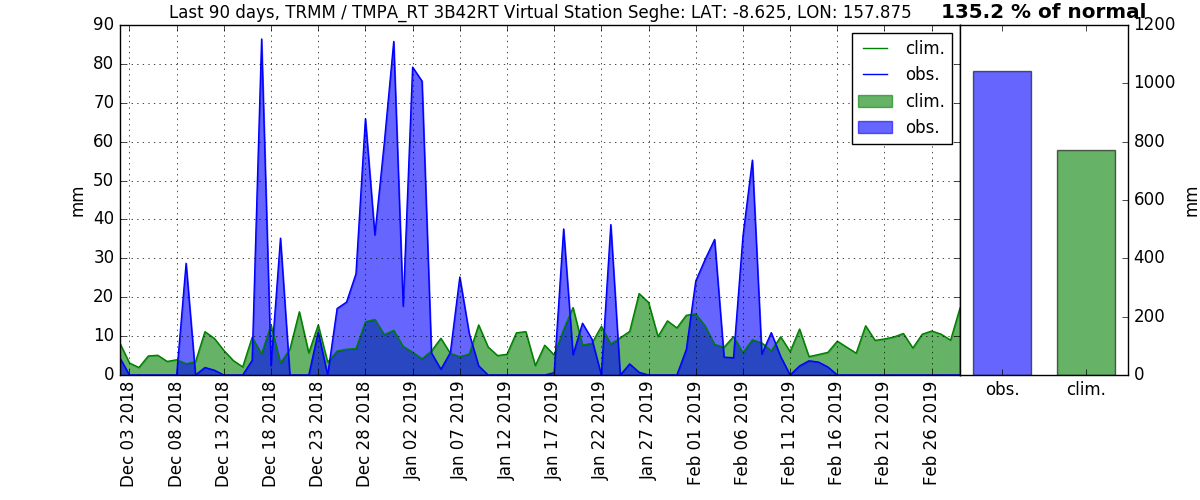 Last 90 days, TRMM / TMPA_RT 3B42RT Virtual Station Seghe: LAT: -8.625, LON: 157.875
135.2 % of normal
90
80
70
60
50
40
30
20
10
0
mm
clim.
obs.
clim.
obs.
Dec 03 2018
Dec 08 2018
Dec 13 2018
Dec 18 2018
Dec 23 2018
Dec 28 2018
Jan 02 2019
Jan 07 2019
Jan 12 2019
Jan 17 2019
Jan 22 2019
Jan 27 2019
Feb 01 2019
Feb 06 2019
Feb 11 2019
Feb 16 2019
Feb 21 2019
Feb 26 2019
1200
1000
800
600
400
200
0
mm
obs.
clim.